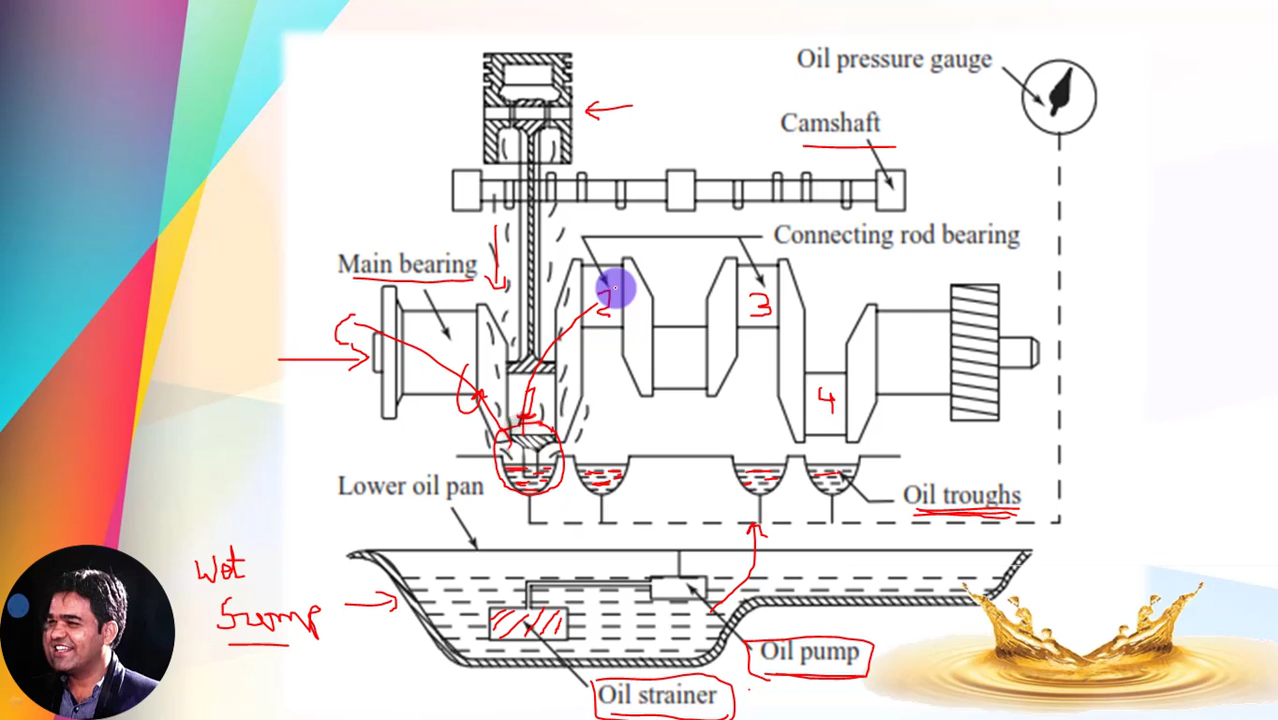 Oil pressure gauge
Camshaft
Connecting rod bearing
Main bearing
2
3
1
4
Lower oil pan
Oil troughs
Wet
Sump
Oil pump
Oil strainer